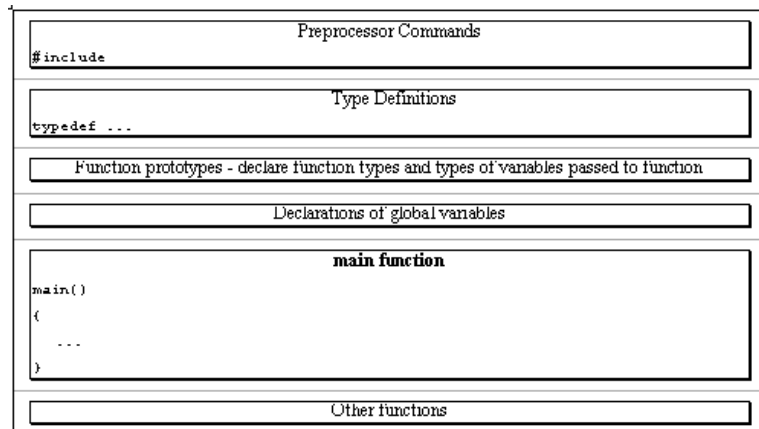 Preprocessor Commands
#include
Type Definitions
typedef ...
Function prototypes - declare function types and types of variables passed to function
Declarations of global variables
main function
main()
{
...
}
Other functions